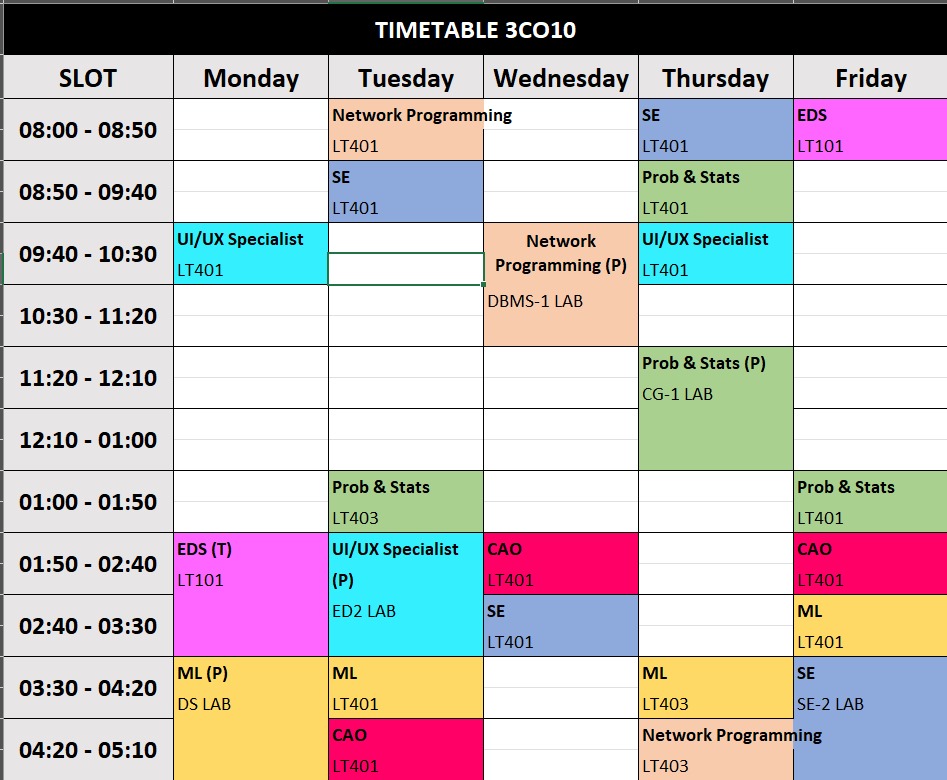 TIMETABLE 3CO10
SLOT Monday Tuesday Wednesday Thursday Friday
08:00 - 08:50 Network Programming SE EDS
LT401 LT401 LT101
08:50 - 09:40 SE Prob & Stats
LT401 LT401
09:40 - 10:30 UI/UX Specialist Network UI/UX Specialist
Programming (P)
LT401 LT401
10:30 - 11:20 DBMS-1 LAB
11:20 - 12:10 Prob & Stats (P)
CG-1 LAB
12:10 - 01:00
01:00 - 01:50 Prob & Stats Prob & Stats
LT403 LT401
01:50 - 02:40 EDS (T) UI/UX Specialist CAO CAO
LT101 (P) LT401 LT401
02:40 - 03:30 ED2 LAB SE ML
LT401 LT401
03:30 - 04:20 ML (P) ML ML SE
DS LAB LT401 LT403 SE-2 LAB
04:20 - 05:10 CAO Network Programming
LT401 LT403